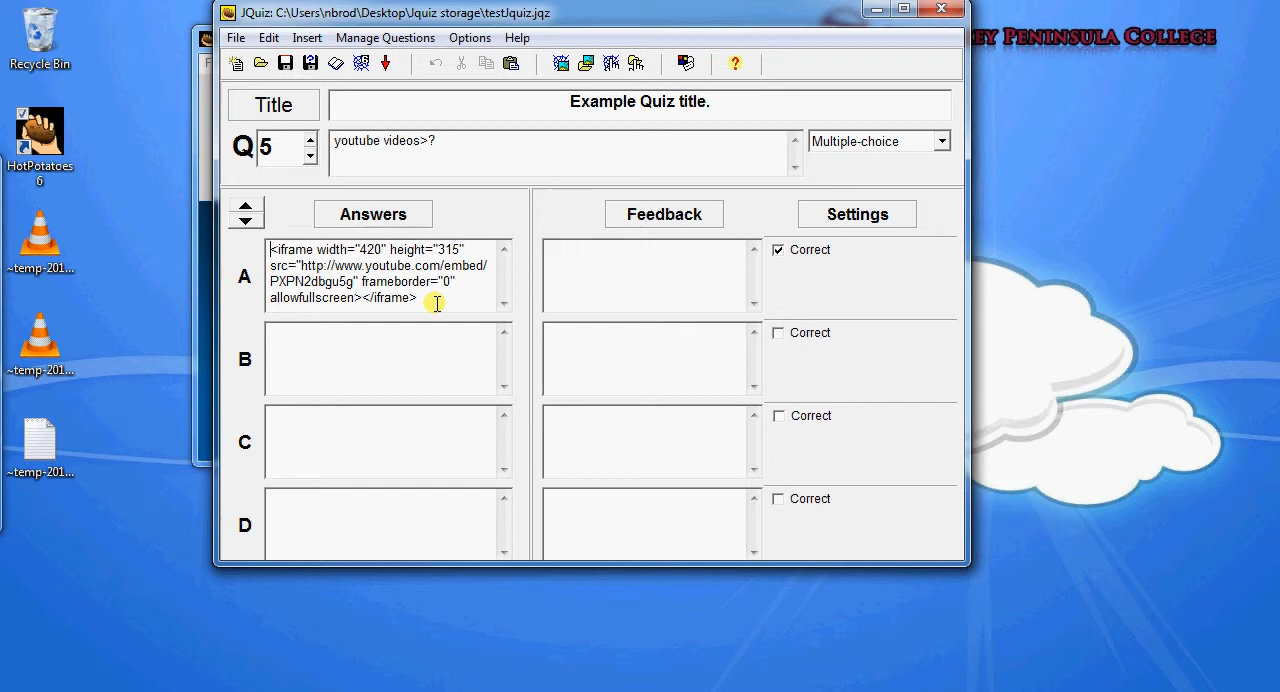 JQuiz: C:\Users\nbrod\Desktop\Jquiz storage\testJquiz.jqz
File Edit Insert Manage Questions Options Help
EY PENINSULA COLLEGE
Recycle Bin
Title
Example Quiz title.
Q 5
youtube videos>?
Multiple-choice
HotPotatoes
6
Answers
Feedback
Settings
A
<iframe width="420" height="315"
src="http://www.youtube.com/embed/
PXPN2dbgu5g" frameborder="0"
allowfullscreen></iframe>
Correct
~temp-201...
B
Correct
~temp-201...
C
Correct
~temp-201...
D
Correct